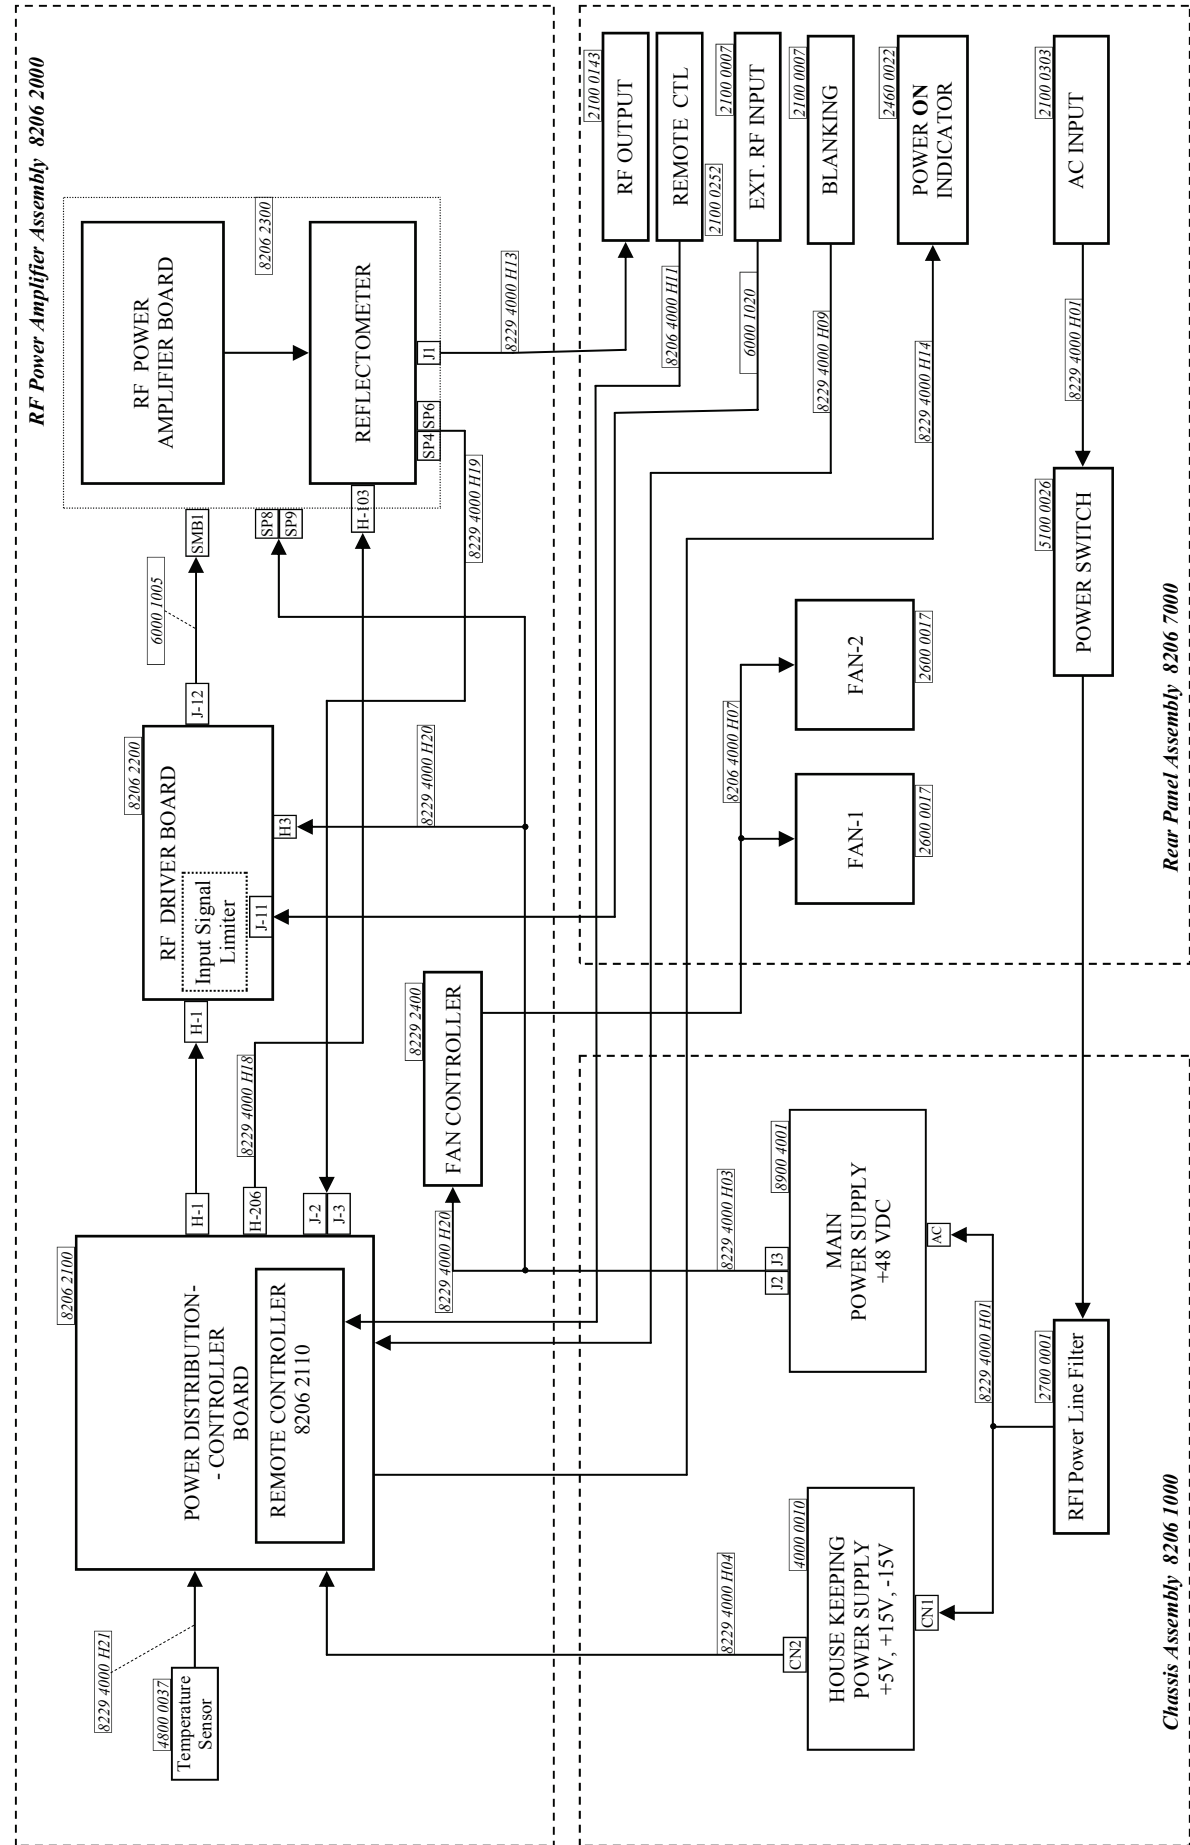 RF Power Amplifier Assembly 8206 2000
4800 0037
Temperature
Sensor
8229 4000 H21
8206 2100
POWER DISTRIBUTION-
- CONTROLLER
BOARD
REMOTE CONTROLLER
8206 2110
H-1
H-206
J-2
J-3
8229 4000 H18
H-1
8206 2200
RF DRIVER BOARD
Input Signal
Limiter
J-11
H3
J-12
6000 1005
SMB1
SP8
SP9
H-103
RF POWER
AMPLIFIER BOARD
8206 2300
REFLECTOMETER
SP4
SP6
J1
8229 4000 H19
8229 4000 H13
8229 4000 H20
8229 2400
FAN CONTROLLER
8229 4000 H20
8229 4000 H04
8229 4000 H03
CN2
4000 0010
HOUSE KEEPING
POWER SUPPLY
+5V, +15V, -15V
CN1
J2
J3
8900 4001
MAIN
POWER SUPPLY
+48 VDC
AC
8229 4000 H01
2700 0001
RFI Power Line Filter
Chassis Assembly 8206 1000
2100 0143
RF OUTPUT
REMOTE CTL
2100 0252
8206 4000 H11
2100 0007
EXT. RF INPUT
6000 1020
2100 0007
BLANKING
8229 4000 H09
2460 0022
POWER ON
INDICATOR
8229 4000 H14
2100 0303
AC INPUT
8229 4000 H01
5100 0026
POWER SWITCH
8206 4000 H07
FAN-1
2600 0017
FAN-2
2600 0017
Rear Panel Assembly 8206 7000